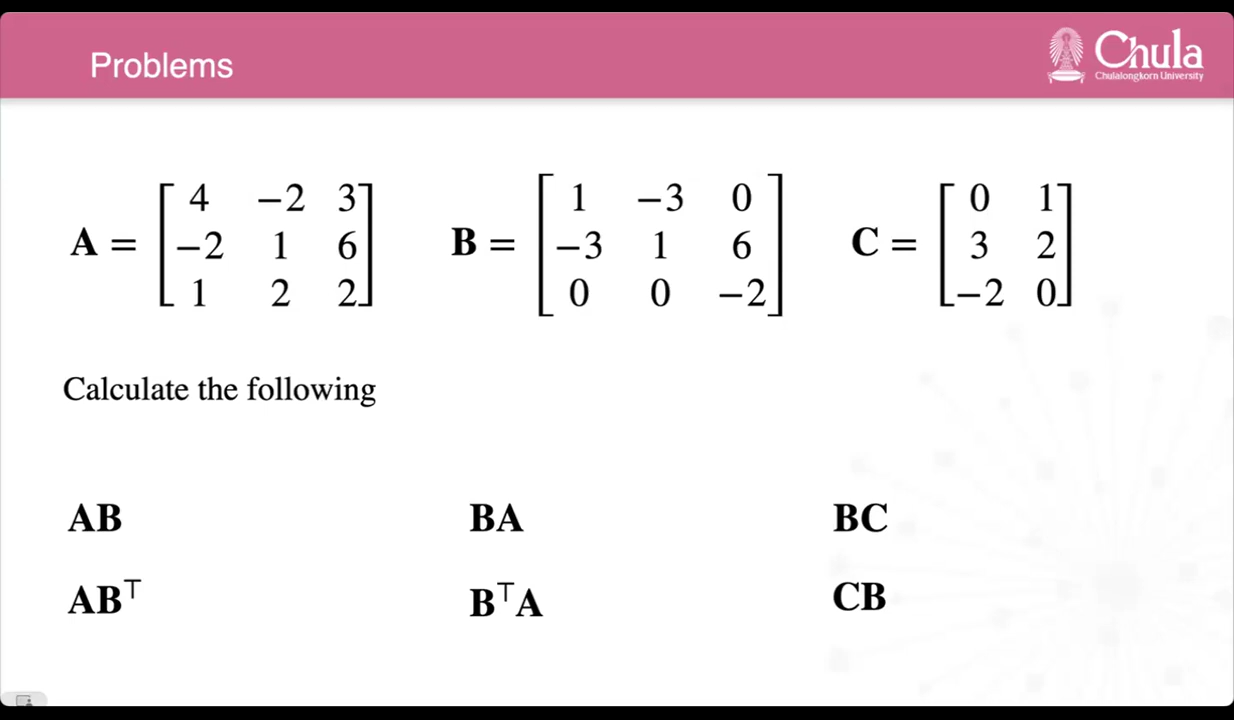 Problems
Chula
Chulalongkorn University
A = [4 −2 3
−2 1 6
1 2 2]
B = [1 −3 0
−3 1 6
0 0 −2]
C = [0 1
3 2
−2 0]
Calculate the following
AB BA BC
AB⊤ B⊤A CB